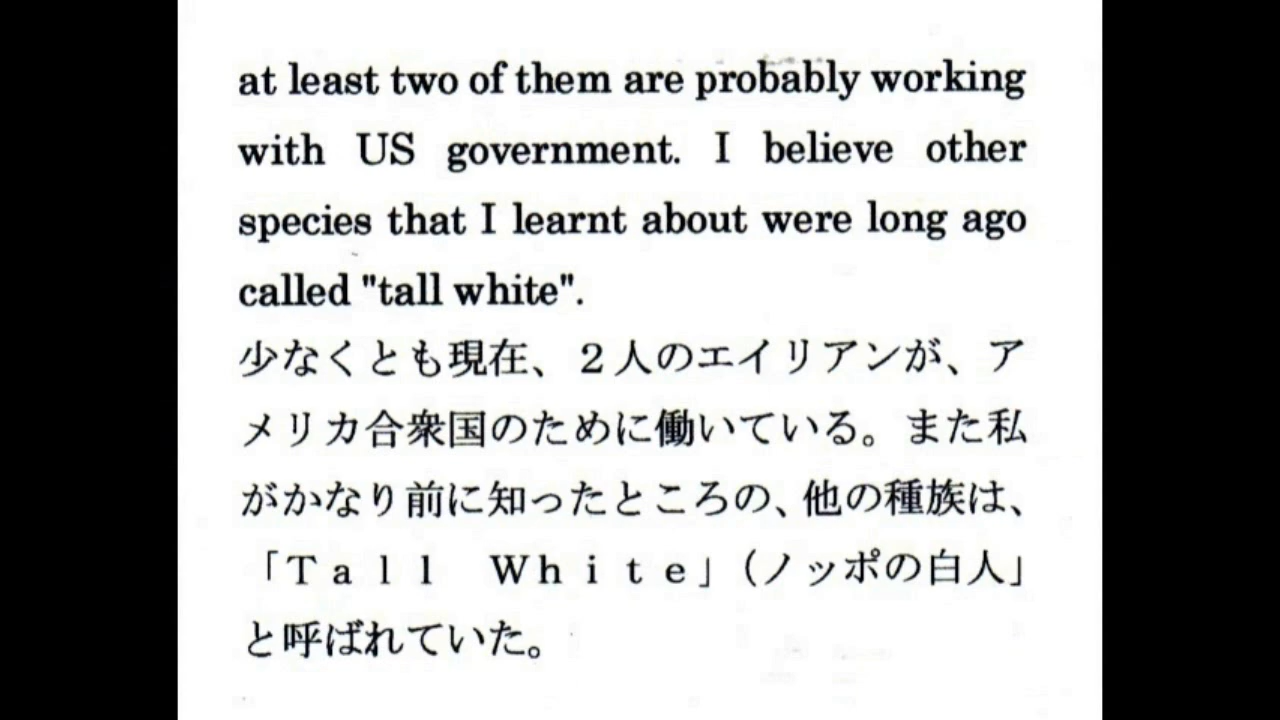 at least two of them are probably working
with US government. I believe other
species that I learnt about were long ago
called "tall white".
少なくとも現在、２人のエイリアンが、ア
メリカ合衆国のために働いている。また私
がかなり前に知ったところの、他の種族は、
「Ｔａｌｌ　Ｗｈｉｔｅ」（ノッポの白人」
と呼ばれていた。